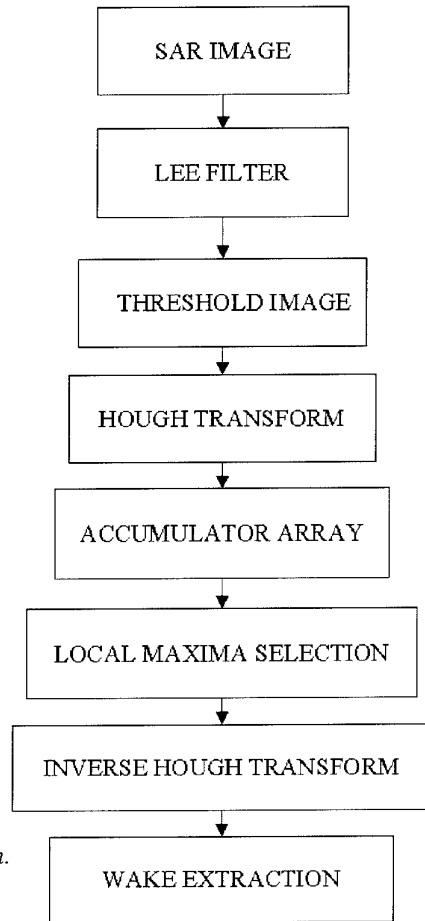 SAR IMAGE
LEE FILTER
THRESHOLD IMAGE
HOUGH TRANSFORM
ACCUMULATOR ARRAY
LOCAL MAXIMA SELECTION
INVERSE HOUGH TRANSFORM
WAKE EXTRACTION